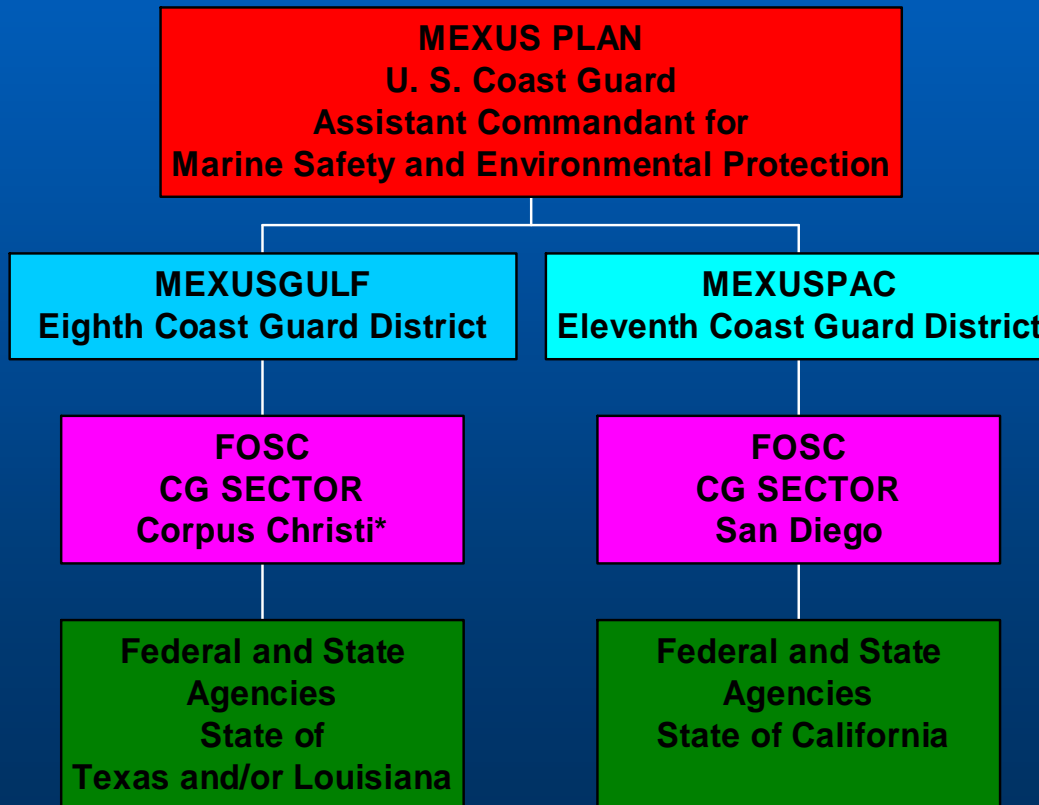 MEXUS PLAN
U. S. Coast Guard
Assistant Commandant for
Marine Safety and Environmental Protection
MEXUSGULF
Eighth Coast Guard District
MEXUSPAC
Eleventh Coast Guard District
FOSC
CG SECTOR
Corpus Christi*
FOSC
CG SECTOR
San Diego
Federal and State
Agencies
State of
Texas and/or Louisiana
Federal and State
Agencies
State of California